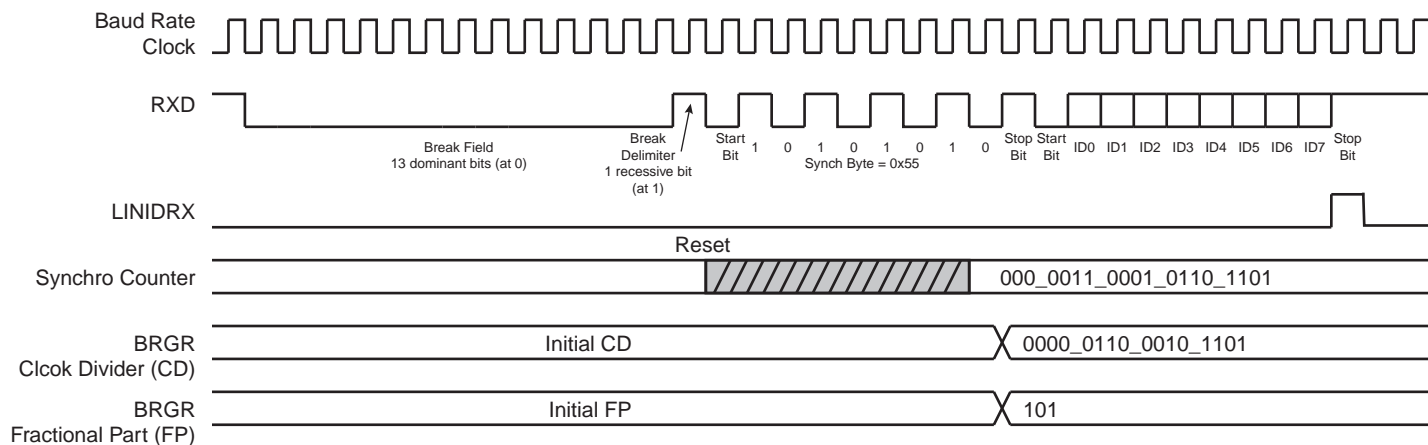 Baud Rate
Clock
RXD
Break Field
13 dominant bits (at 0)
Break
Delimiter
1 recessive bit
(at 1)
Start
Bit
1 0 1 0 1 0 1 0
Synch Byte = 0x55
Stop
Bit
Start
Bit
ID0 ID1 ID2 ID3 ID4 ID5 ID6 ID7
Stop
Bit
LINIDRX
Reset
Synchro Counter
000_0011_0001_0110_1101
BRGR
Clcok Divider (CD)
Initial CD
0000_0110_0010_1101
BRGR
Fractional Part (FP)
Initial FP
101